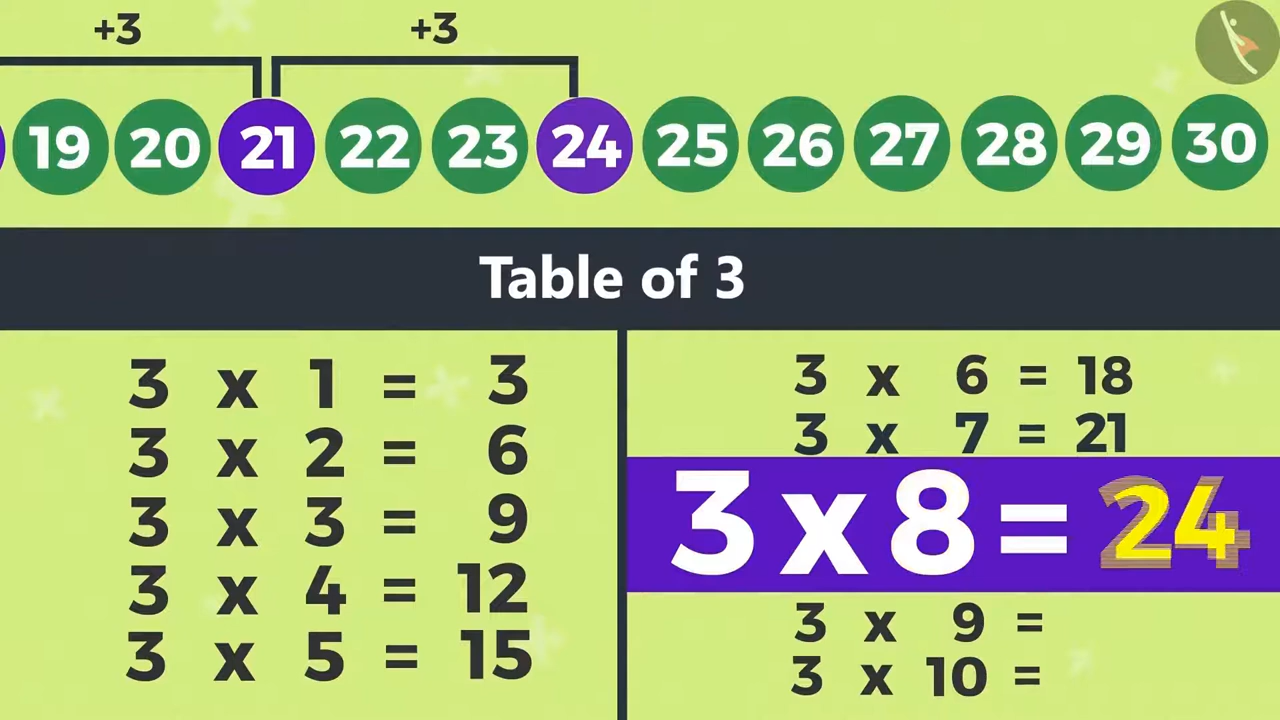 +3 +3
19 20 21 22 23 24 25 26 27 28 29 30
Table of 3
3 x 1 = 3
3 x 2 = 6
3 x 3 = 9
3 x 4 = 12
3 x 5 = 15
3 x 6 = 18
3 x 7 = 21
3 x 8 = 24
3 x 9 =
3 x 10 =